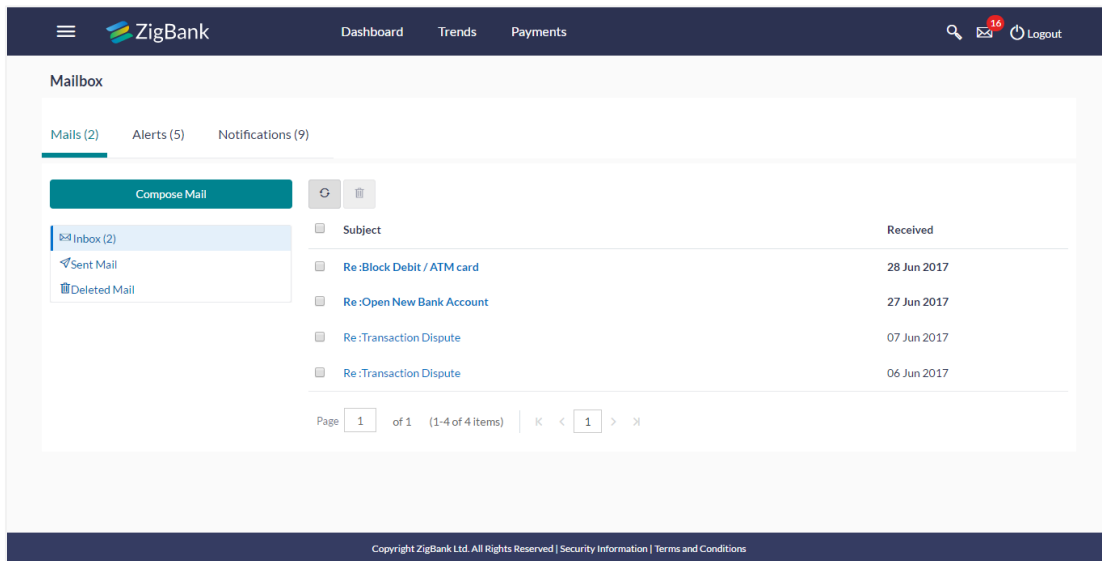 ZigBank Dashboard Trends Payments 16 Logout
Mailbox
Mails (2) Alerts (5) Notifications (9)
Compose Mail
Inbox (2)
Sent Mail
Deleted Mail
Subject Received
Re :Block Debit / ATM card 28 Jun 2017
Re :Open New Bank Account 27 Jun 2017
Re :Transaction Dispute 07 Jun 2017
Re :Transaction Dispute 06 Jun 2017
Page 1 of 1 (1-4 of 4 items) 1
Copyright ZigBank Ltd. All Rights Reserved | Security Information | Terms and Conditions